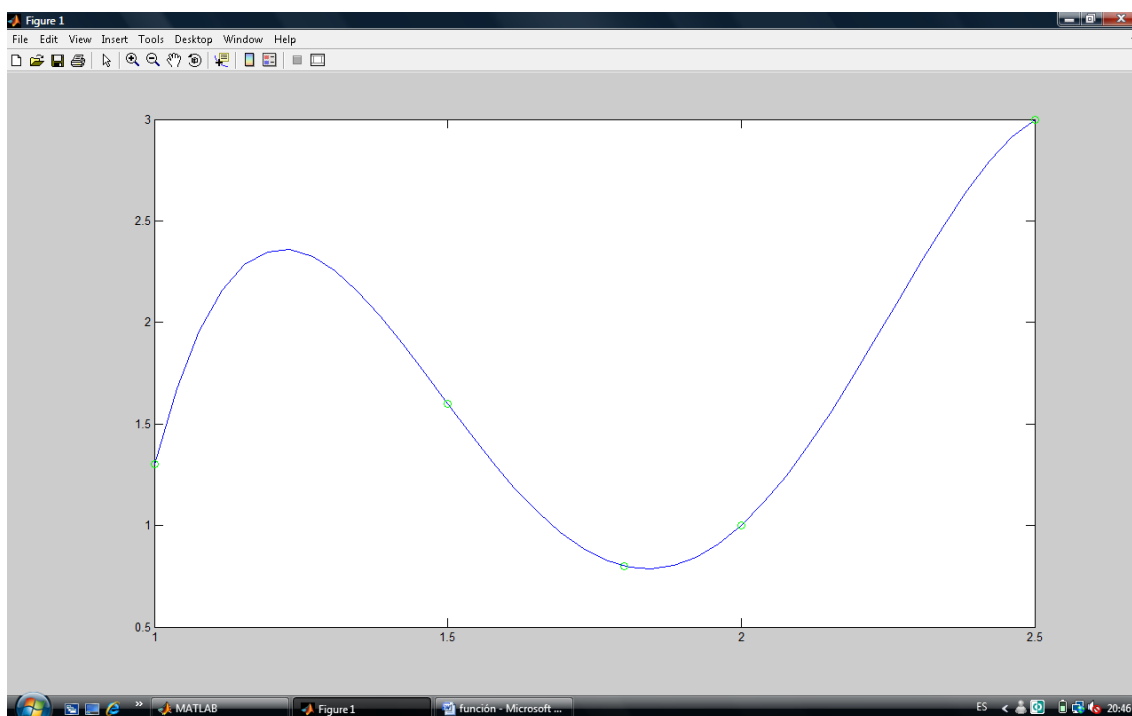 Figure 1
File Edit View Insert Tools Desktop Window Help
3
2.5
2
1.5
1
0.5
1 1.5 2 2.5
» MATLAB Figure 1 función - Microsoft ... ES < 20:46